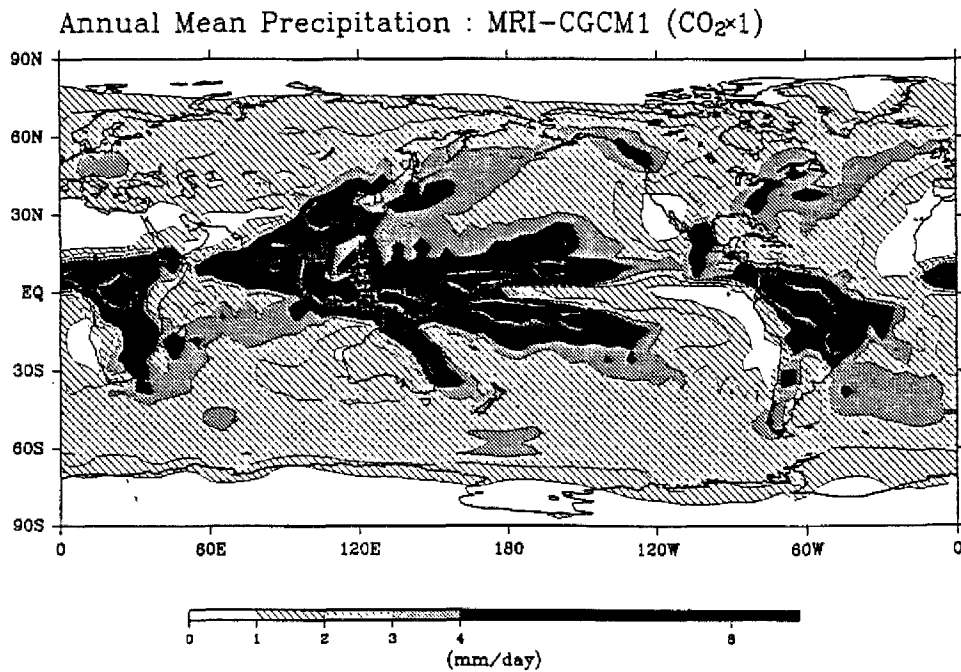 Annual Mean Precipitation : MRI-CGCM1 (CO₂×1)
90N
60N
30N
EQ
30S
60S
90S
0 60E 120E 180 120W 60W 0
0 1 2 3 4 8
(mm/day)